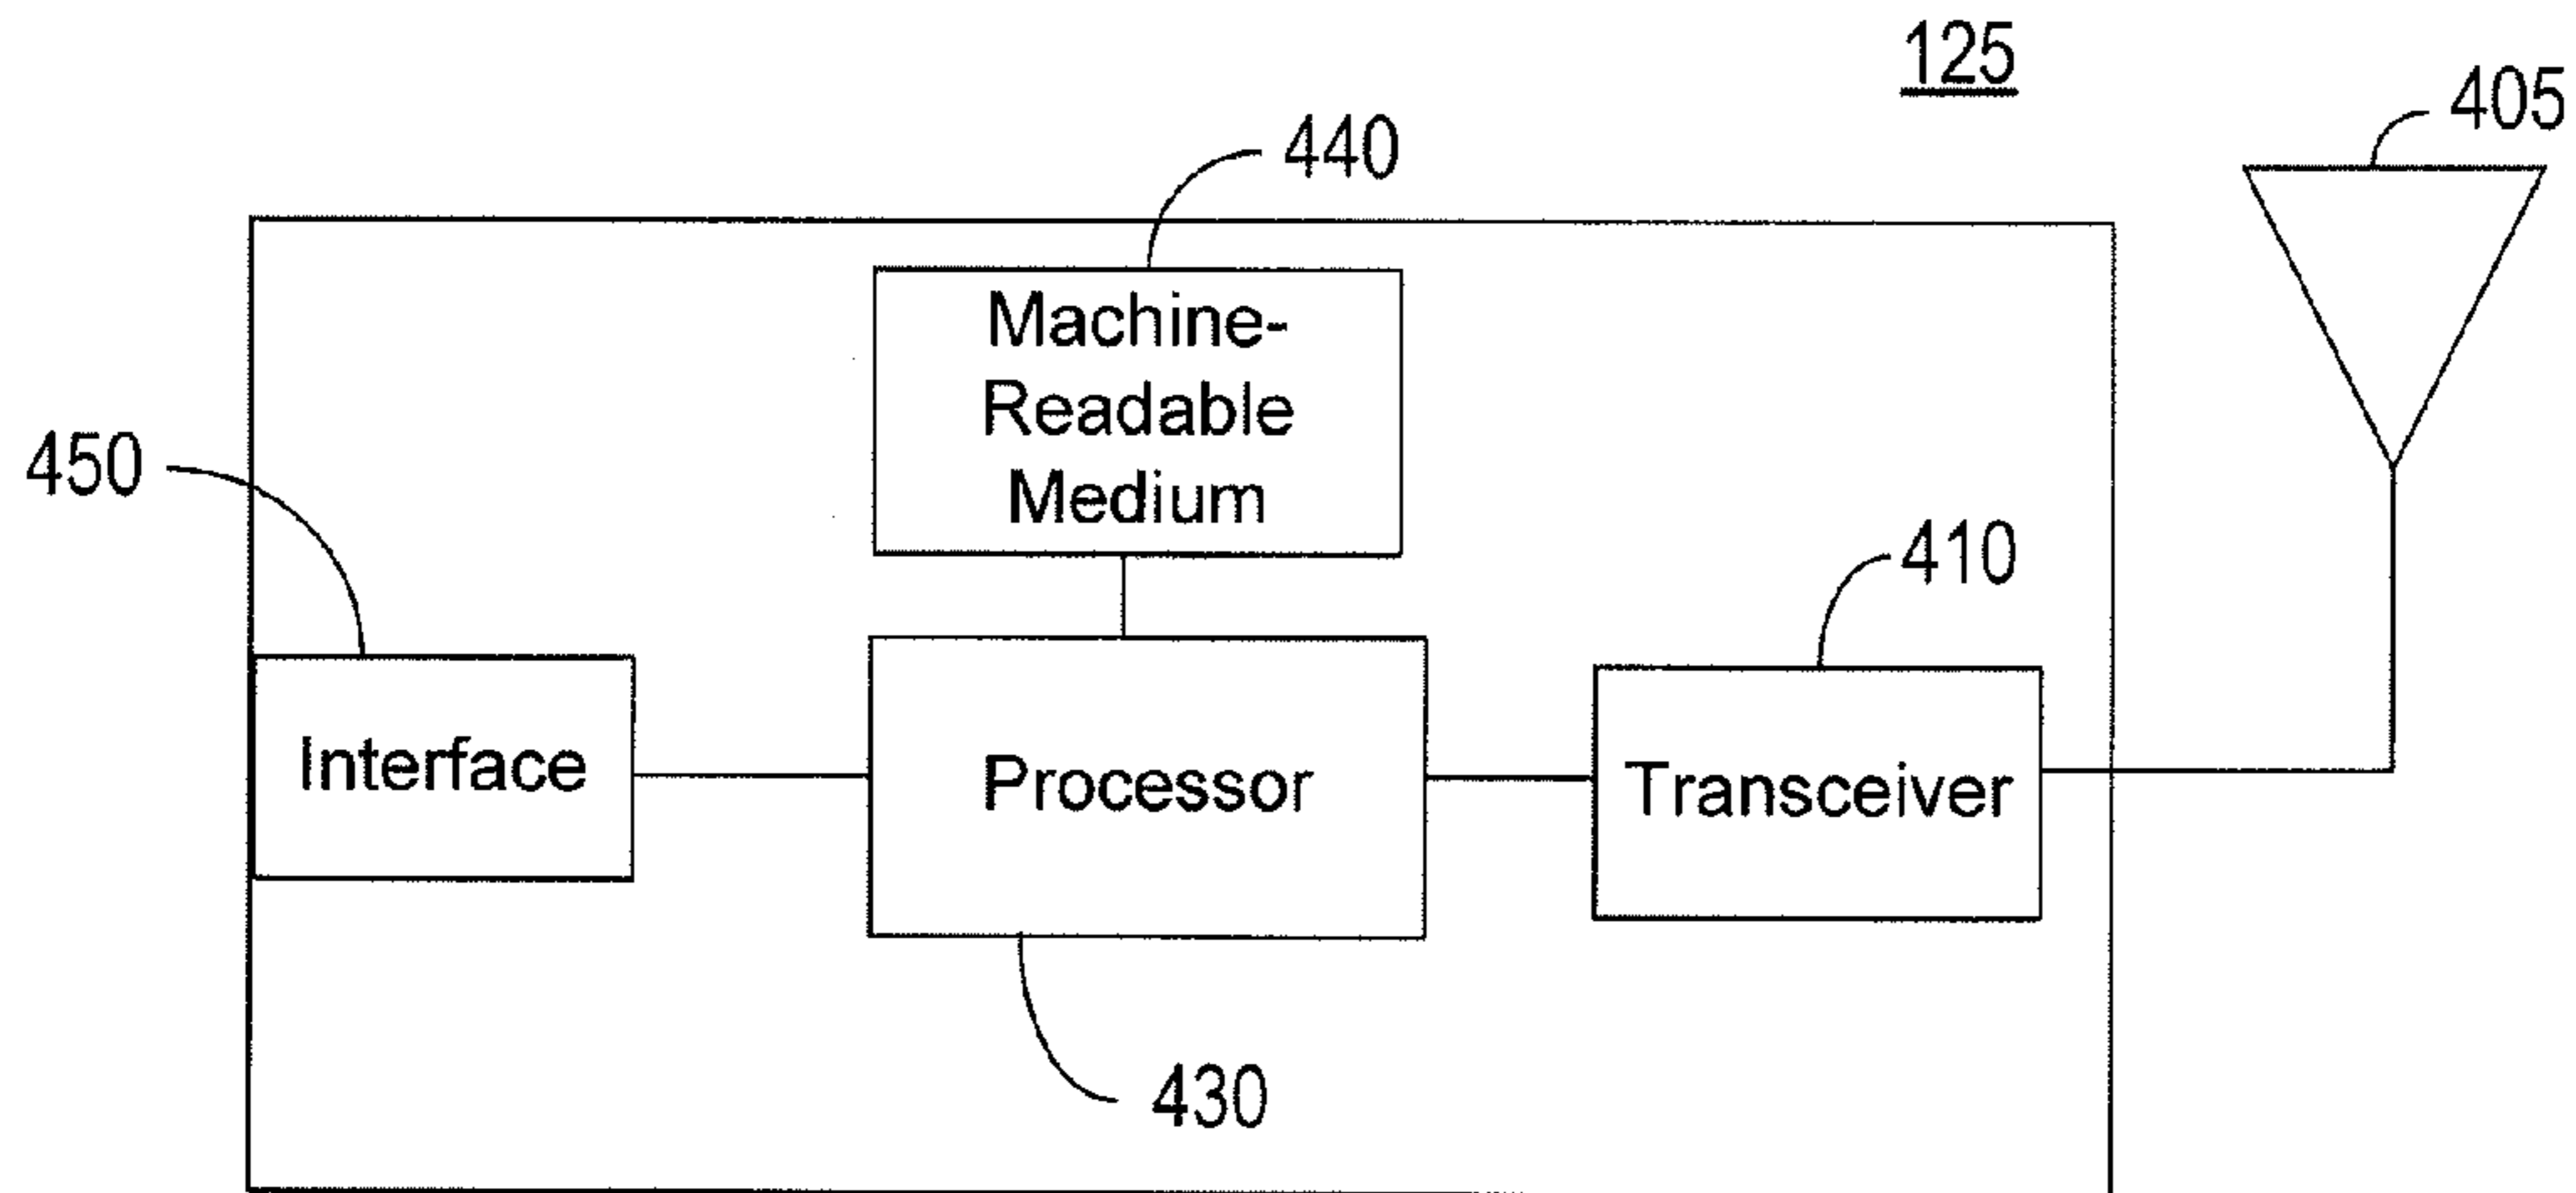 125
405
440
Machine-
Readable
Medium
450
410
Interface
Processor
Transceiver
430